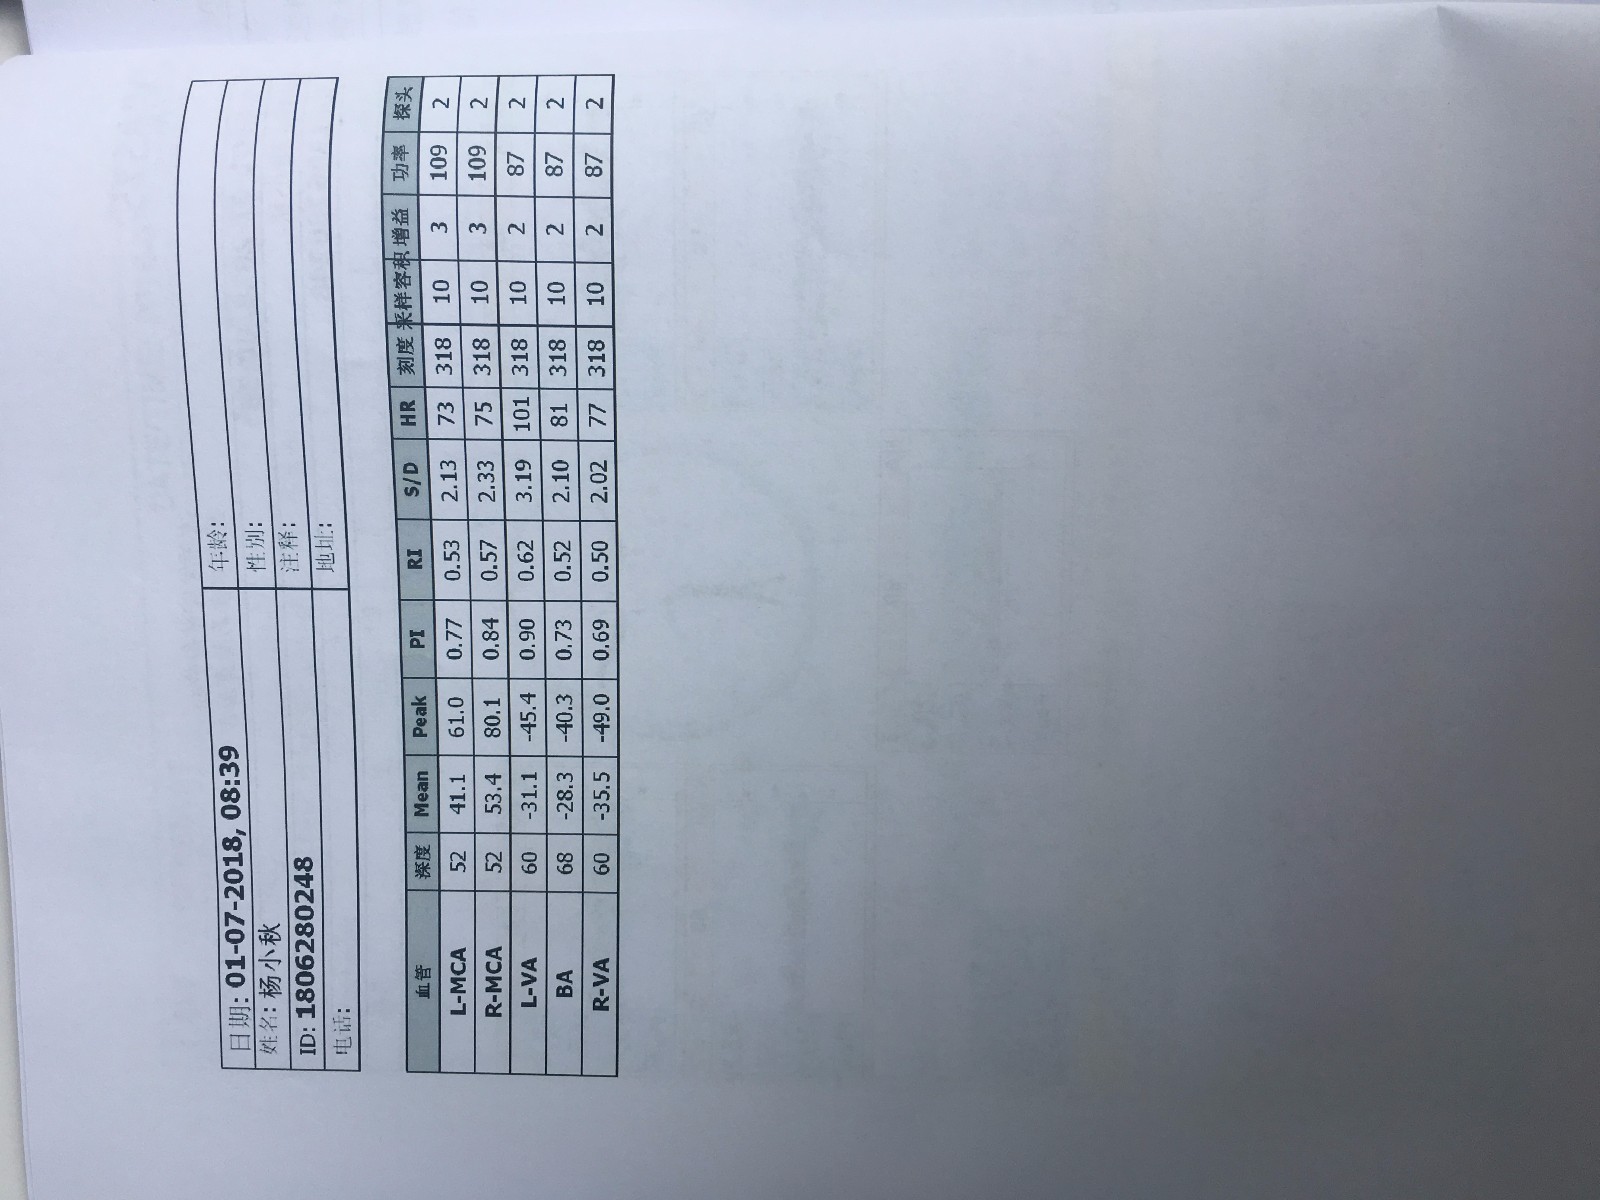 日期: 01-07-2018, 08:39 年龄:
姓名: 杨小秋 性别:
ID: 1806280248 注释:
电话: 地址:
血管 深度 Mean Peak PI RI S/D HR 刻度 采样容积 增益 功率 探头
L-MCA 52 41.1 61.0 0.77 0.53 2.13 73 318 10 3 109 2
R-MCA 52 53.4 80.1 0.84 0.57 2.33 75 318 10 3 109 2
L-VA 60 -31.1 -45.4 0.90 0.62 3.19 101 318 10 2 87 2
BA 68 -28.3 -40.3 0.73 0.52 2.10 81 318 10 2 87 2
R-VA 60 -35.5 -49.0 0.69 0.50 2.02 77 318 10 2 87 2